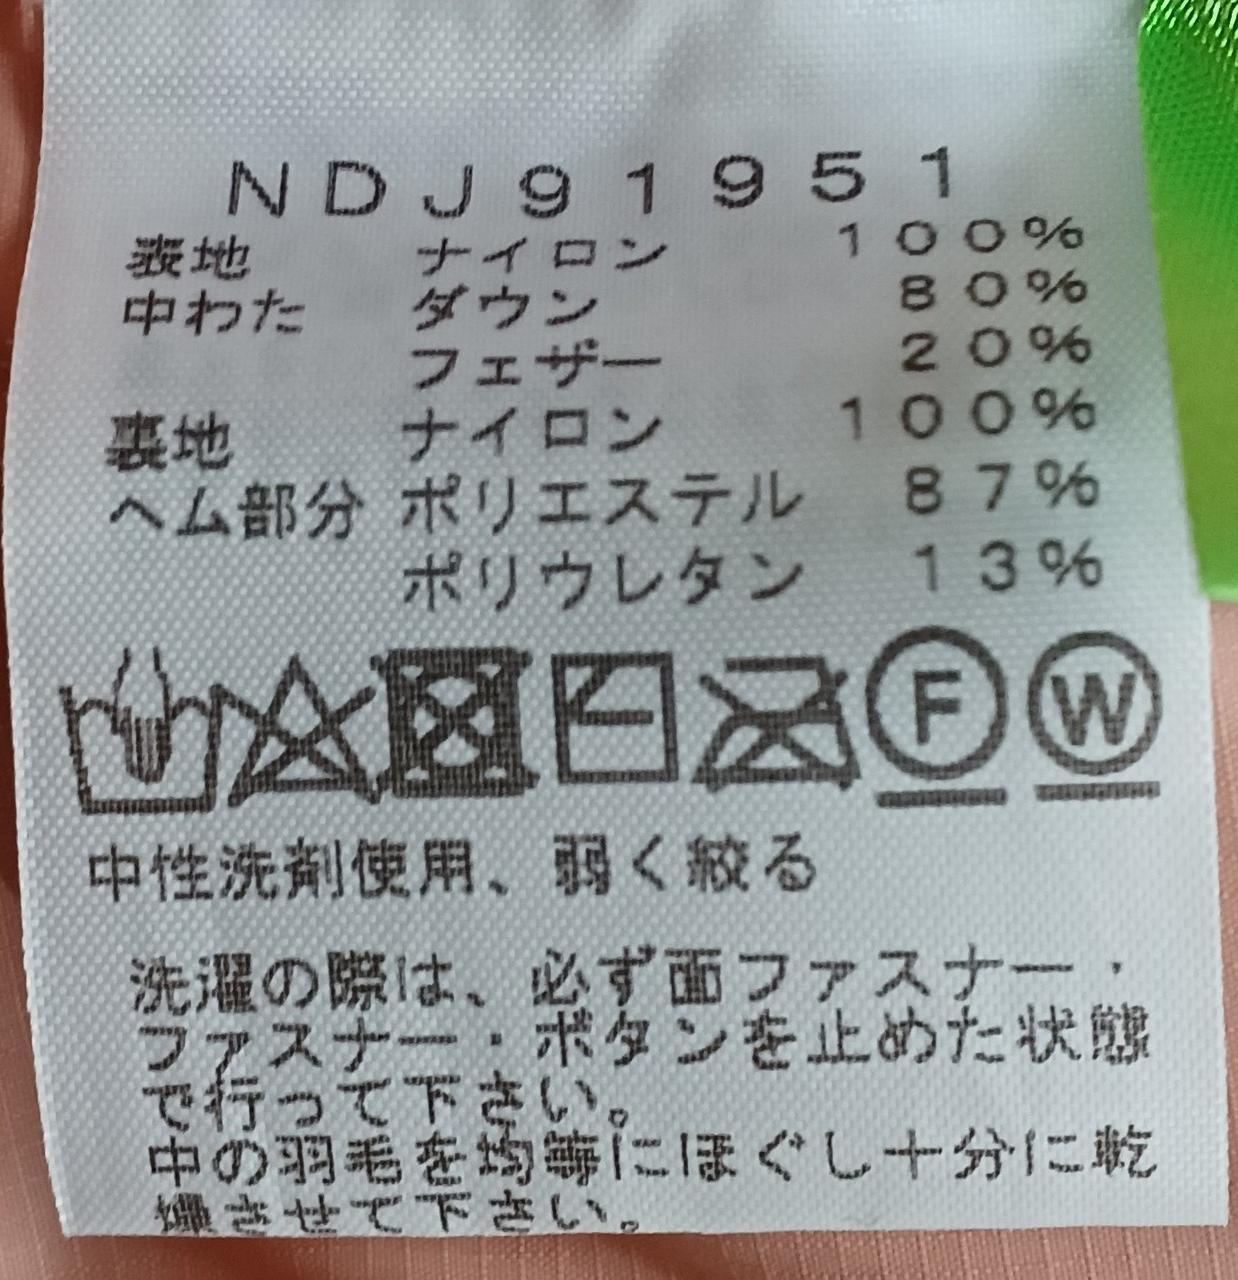 NDJ91951
表地 ナイロン 100%
中わた ダウン 80%
フェザー 20%
裏地 ナイロン 100%
ヘム部分 ポリエステル 87%
ポリウレタン 13%
F W
中性洗剤使用、弱く絞る
洗濯の際は、必ず面ファスナー・
ファスナー・ボタンを止めた状態
で行って下さい。
中の羽毛を均等にほぐし十分に乾
燥させて下さい。